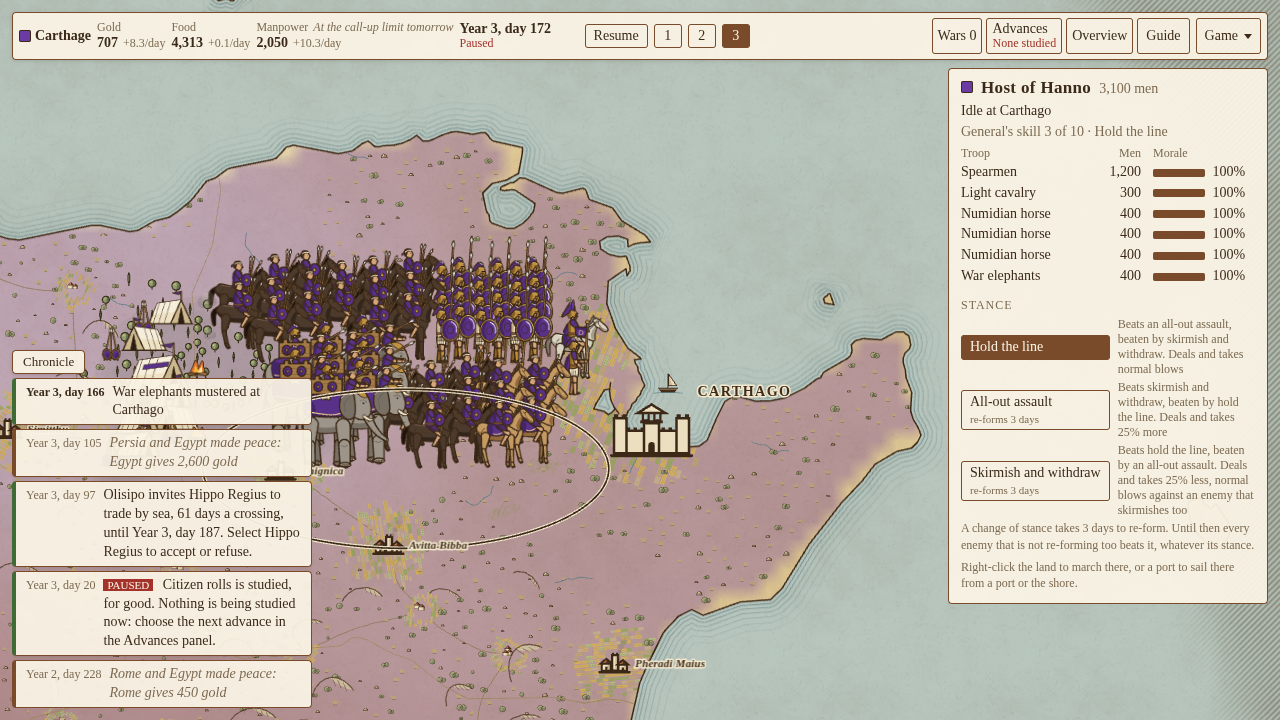 Carthage
Gold
707 +8.3/day
Food
4,313 +0.1/day
Manpower At the call-up limit tomorrow
2,050 +10.3/day
Year 3, day 172
Paused
Resume
1
2
3
Wars 0
Advances
None studied
Overview
Guide
Game
Host of Hanno 3,100 men
Idle at Carthago
General's skill 3 of 10 · Hold the line
Troop Men Morale
Spearmen 1,200 100%
Light cavalry 300 100%
Numidian horse 400 100%
Numidian horse 400 100%
Numidian horse 400 100%
War elephants 400 100%
STANCE
Hold the line
Beats an all-out assault,
beaten by skirmish and
withdraw. Deals and takes
normal blows
All-out assault
re-forms 3 days
Beats skirmish and
withdraw, beaten by hold
the line. Deals and takes
25% more
Skirmish and withdraw
re-forms 3 days
Beats hold the line, beaten
by an all-out assault. Deals
and takes 25% less, normal
blows against an enemy that
skirmishes too
A change of stance takes 3 days to re-form. Until then every
enemy that is not re-forming too beats it, whatever its stance.
Right-click the land to march there, or a port to sail there
from a port or the shore.
Chronicle
Year 3, day 166 War elephants mustered at
Carthago
Year 3, day 105 Persia and Egypt made peace:
Egypt gives 2,600 gold
Year 3, day 97 Olisipo invites Hippo Regius to
trade by sea, 61 days a crossing,
until Year 3, day 187. Select Hippo
Regius to accept or refuse.
Year 3, day 20 PAUSED Citizen rolls is studied,
for good. Nothing is being studied
now: choose the next advance in
the Advances panel.
Year 2, day 228 Rome and Egypt made peace:
Rome gives 450 gold
CARTHAGO
Avitta Bibba
Pheradi Maius